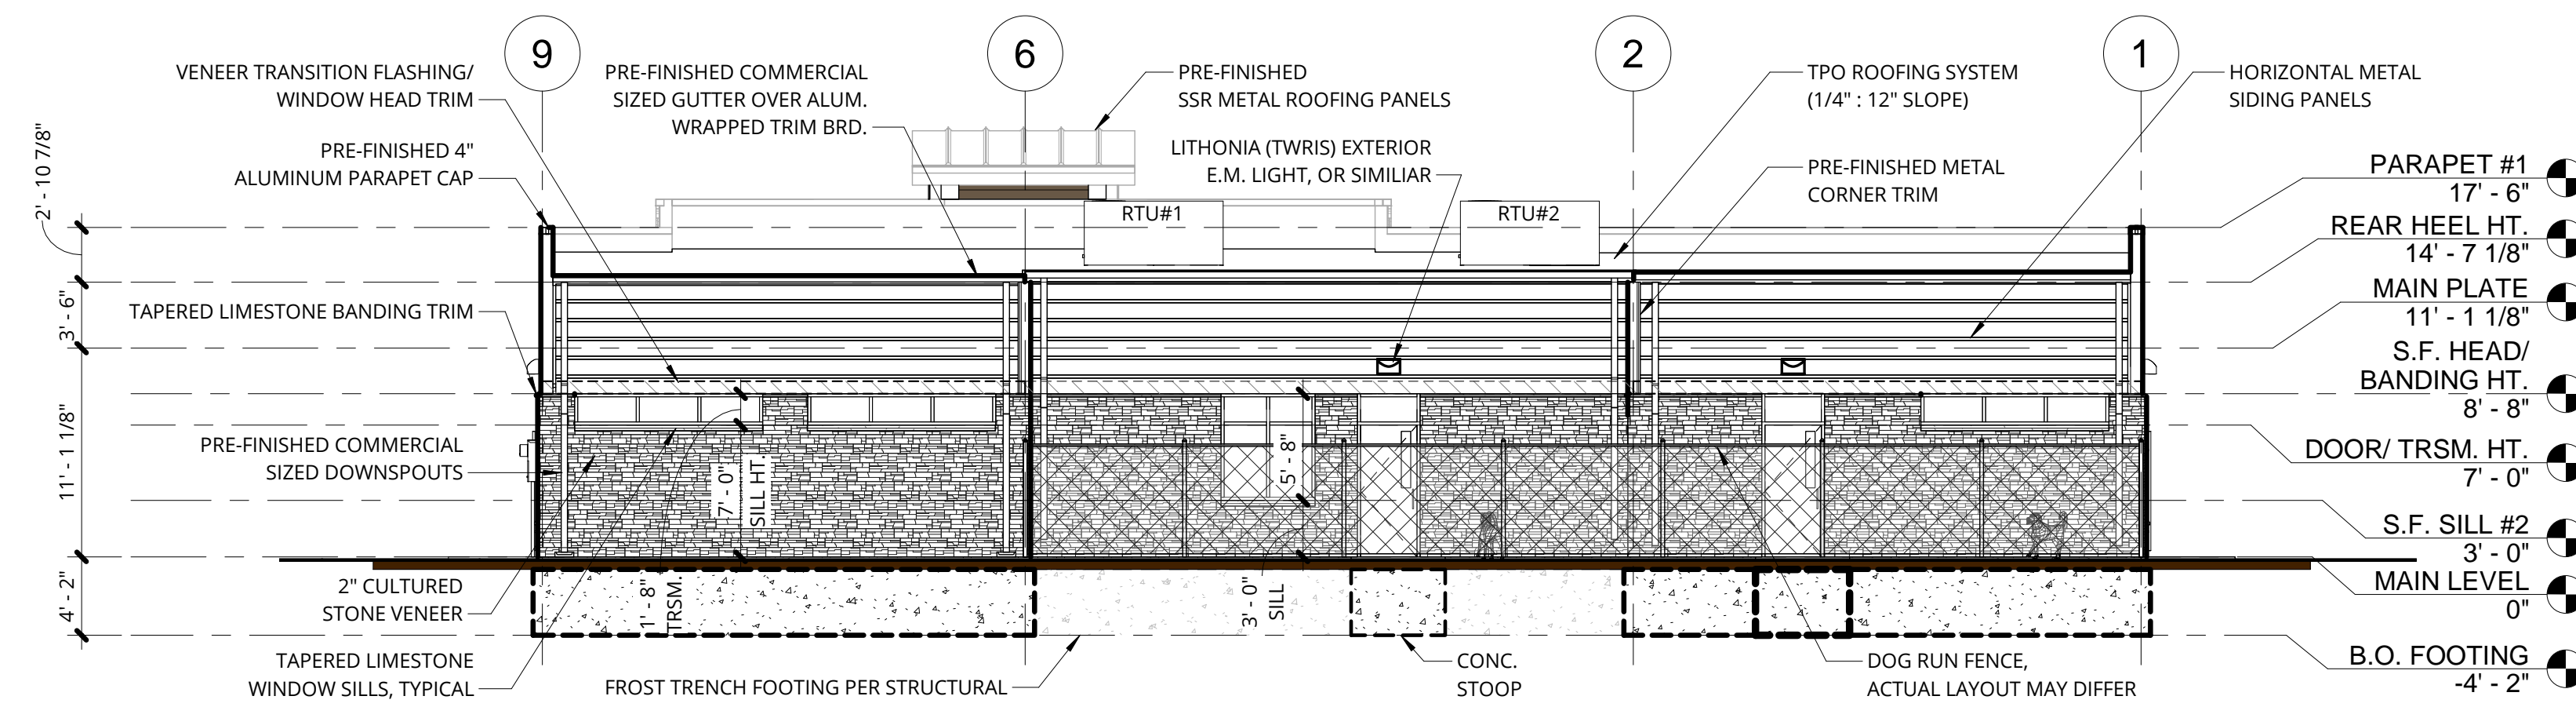 9
6
2
1
VENEER TRANSITION FLASHING/
WINDOW HEAD TRIM
PRE-FINISHED COMMERCIAL
SIZED GUTTER OVER ALUM.
WRAPPED TRIM BRD.
PRE-FINISHED
SSR METAL ROOFING PANELS
TPO ROOFING SYSTEM
(1/4" : 12" SLOPE)
HORIZONTAL METAL
SIDING PANELS
PRE-FINISHED 4"
ALUMINUM PARAPET CAP
LITHONIA (TWRIS) EXTERIOR
E.M. LIGHT, OR SIMILIAR
PRE-FINISHED METAL
CORNER TRIM
RTU#1
RTU#2
TAPERED LIMESTONE BANDING TRIM
PRE-FINISHED COMMERCIAL
SIZED DOWNSPOUTS
2" CULTURED
STONE VENEER
TAPERED LIMESTONE
WINDOW SILLS, TYPICAL
FROST TRENCH FOOTING PER STRUCTURAL
CONC.
STOOP
DOG RUN FENCE,
ACTUAL LAYOUT MAY DIFFER
2' - 10 7/8"
3' - 6"
11' - 1 1/8"
4' - 2"
7' - 0"
SILL HT.
1' - 8"
TRSM.
5' - 8"
3' - 0"
SILL
PARAPET #1
17' - 6"
REAR HEEL HT.
14' - 7 1/8"
MAIN PLATE
11' - 1 1/8"
S.F. HEAD/
BANDING HT.
8' - 8"
DOOR/ TRSM. HT.
7' - 0"
S.F. SILL #2
3' - 0"
MAIN LEVEL
0"
B.O. FOOTING
-4' - 2"